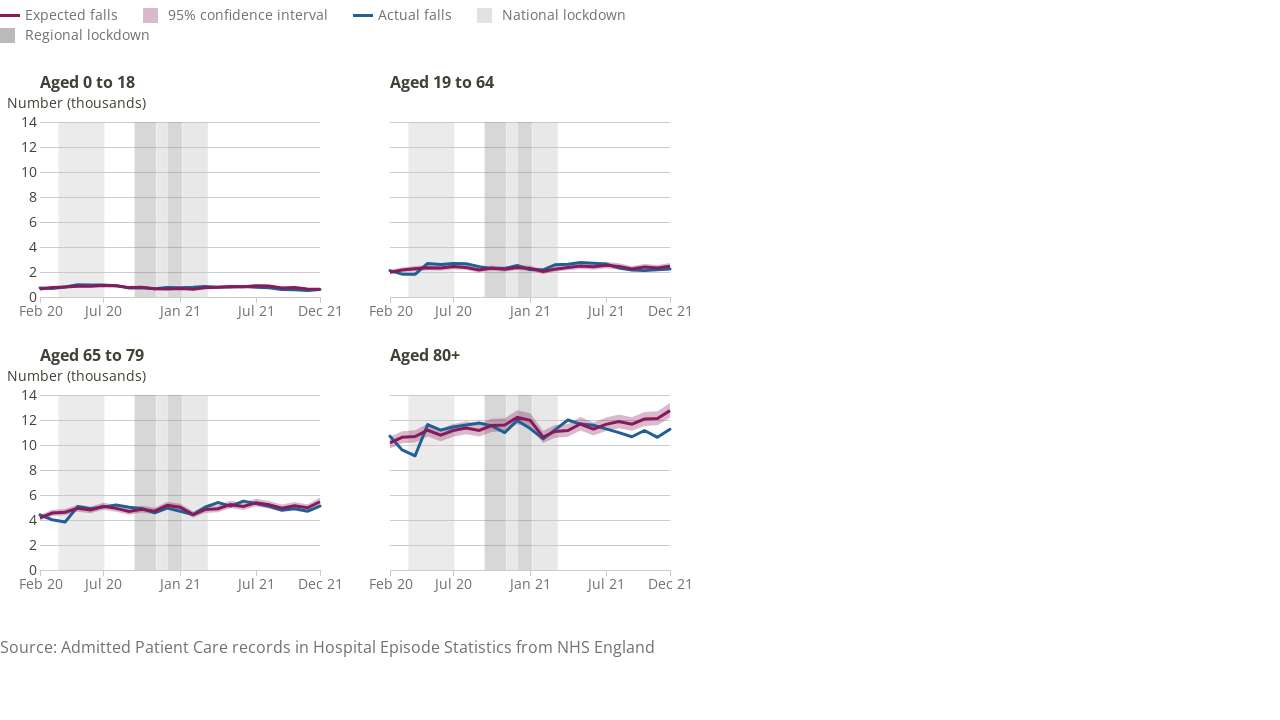 Expected falls 95% confidence interval Actual falls National lockdown
Regional lockdown
Aged 0 to 18 Aged 19 to 64
Number (thousands)
14
12
10
8
6
4
2
0
Feb 20 Jul 20 Jan 21 Jul 21 Dec 21 Feb 20 Jul 20 Jan 21 Jul 21 Dec 21
Aged 65 to 79 Aged 80+
Number (thousands)
14
12
10
8
6
4
2
0
Feb 20 Jul 20 Jan 21 Jul 21 Dec 21 Feb 20 Jul 20 Jan 21 Jul 21 Dec 21
Source: Admitted Patient Care records in Hospital Episode Statistics from NHS England